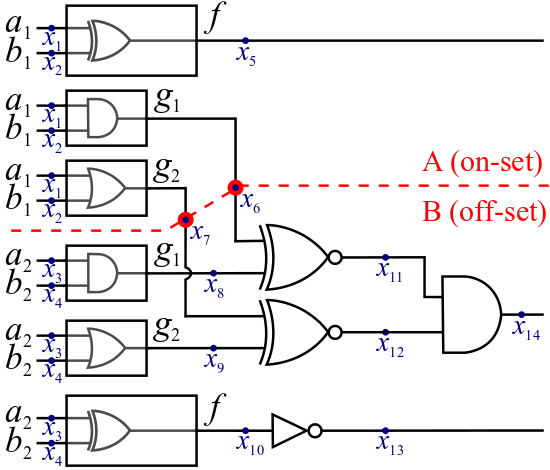 a₁ x₁ f
b₁ x₂ x₅
a₁ x₁ g₁
b₁ x₂
a₁ x₁ g₂ A (on-set)
b₁ x₂ x₆
x₇ B (off-set)
a₂ x₃ g₁ x₁₁
b₂ x₄ x₈
a₂ x₃ g₂ x₁₂ x₁₄
b₂ x₄ x₉
a₂ x₃ f
b₂ x₄ x₁₀ x₁₃